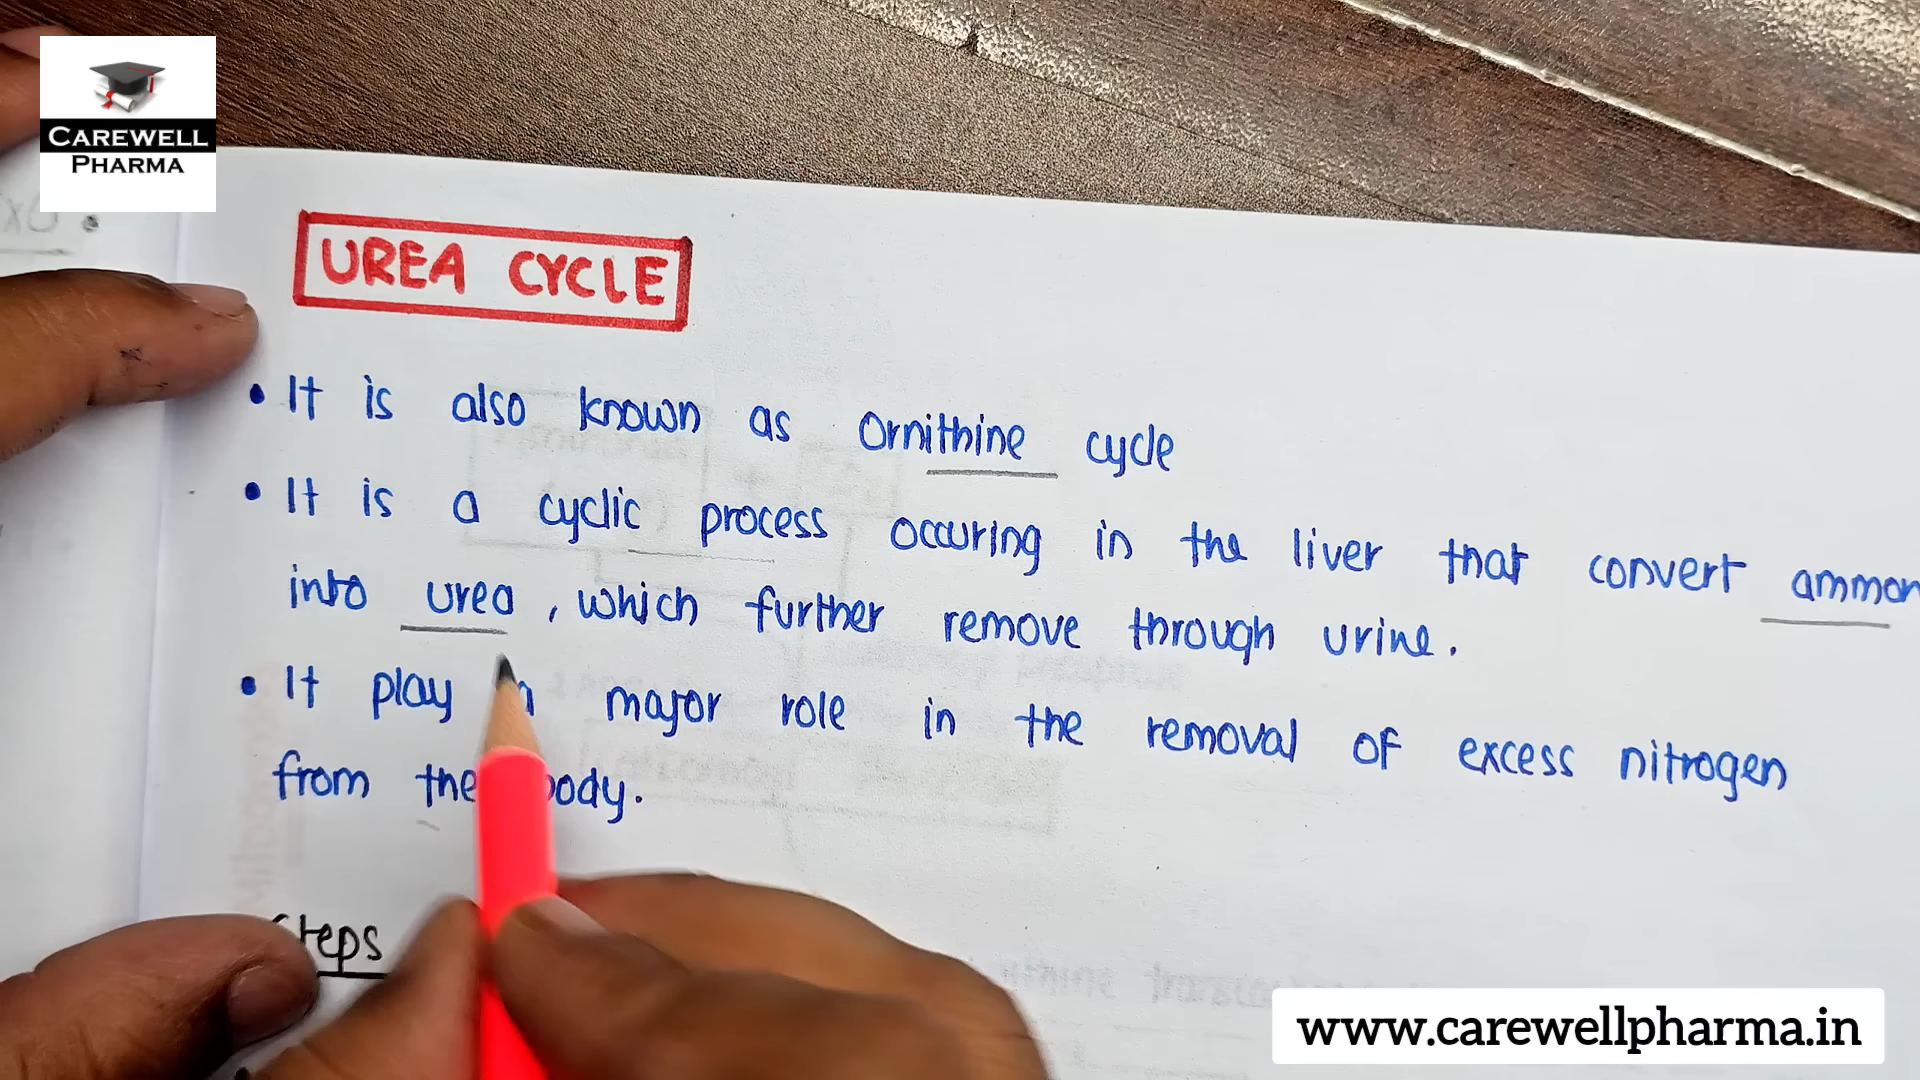 CAREWELL
PHARMA
UREA CYCLE
• It is also known as Ornithine cycle
• It is a cyclic process occuring in the liver that convert ammon
into urea, which further remove through urine.
• It play a major role in the removal of excess nitrogen
from the body.
Steps
www.carewellpharma.in